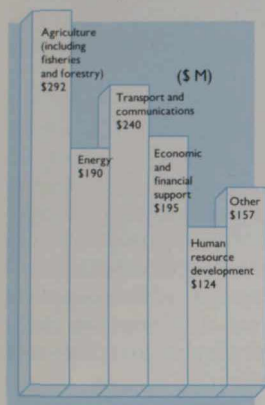 Agriculture
(including
fisheries
and forestry)
$292
Energy
$190
($ M)
Transport and
communications
$240
Economic
and
financial
support
$195
Human
resource
development
$124
Other
$157